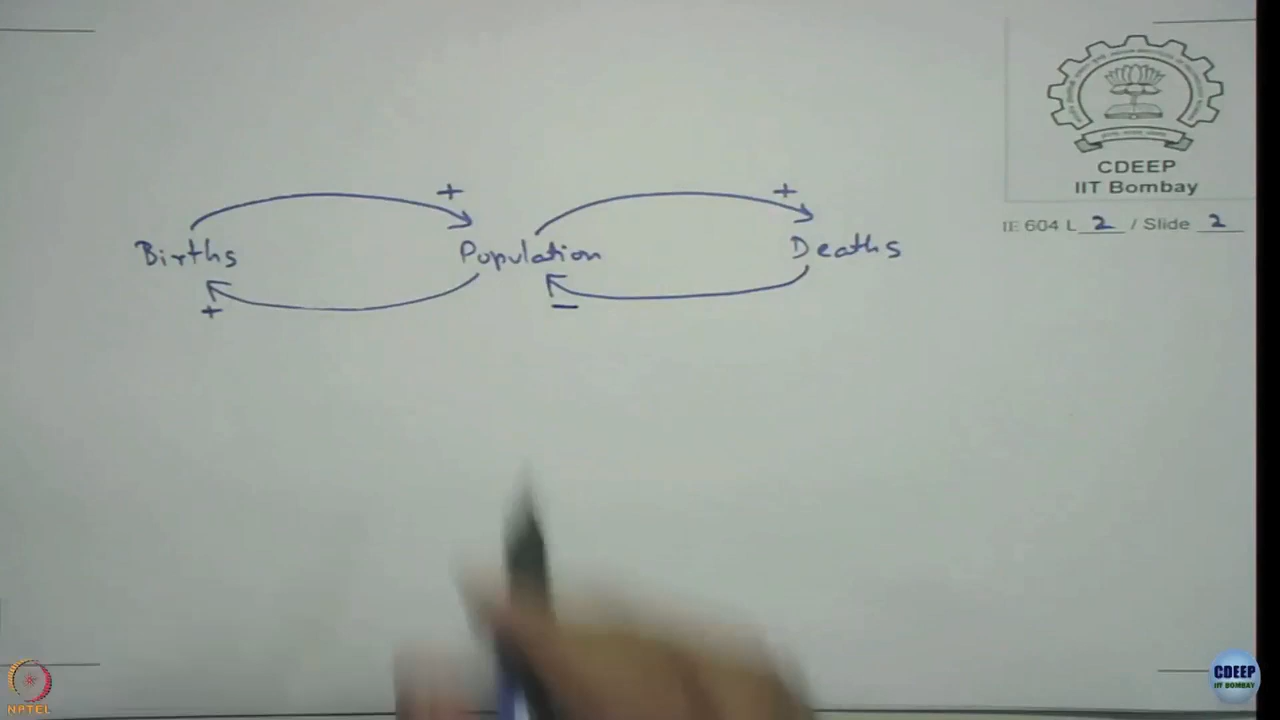 CDEEP
IIT Bombay
IE 604 L 2 / Slide 2
+ +
Births Population Deaths
+ −
NPTEL
CDEEP
IIT BOMBAY